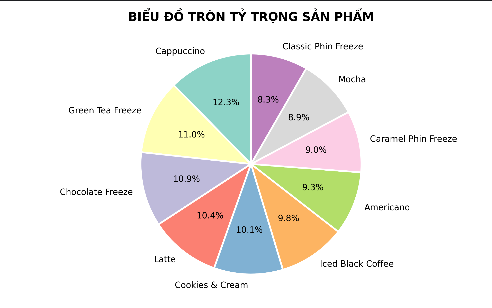 BIỂU ĐỒ TRÒN TỶ TRỌNG SẢN PHẨM
Cappuccino
12.3%
Green Tea Freeze
11.0%
Chocolate Freeze
10.9%
Latte
10.4%
Cookies & Cream
10.1%
Iced Black Coffee
9.8%
Americano
9.3%
Caramel Phin Freeze
9.0%
Mocha
8.9%
Classic Phin Freeze
8.3%